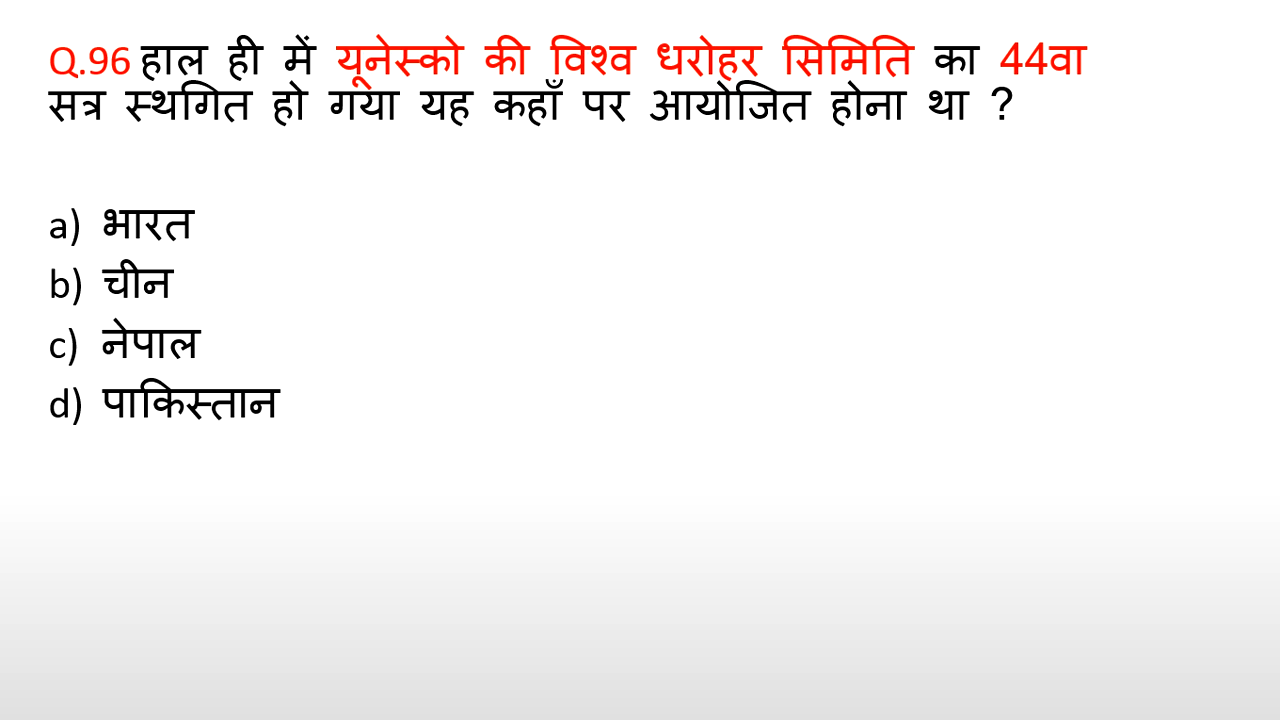 Q.96 हाल ही में यूनेस्को की विश्व धरोहर सिमिति का 44वा
सत्र स्थगित हो गया यह कहाँ पर आयोजित होना था ?
a) भारत
b) चीन
c) नेपाल
d) पाकिस्तान